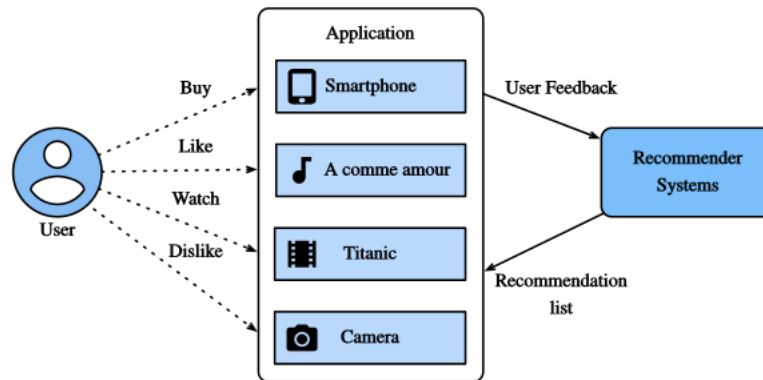 Application
Buy
Smartphone
User Feedback
Like
A comme amour
Recommender
Systems
Watch
User
Dislike
Titanic
Recommendation
list
Camera